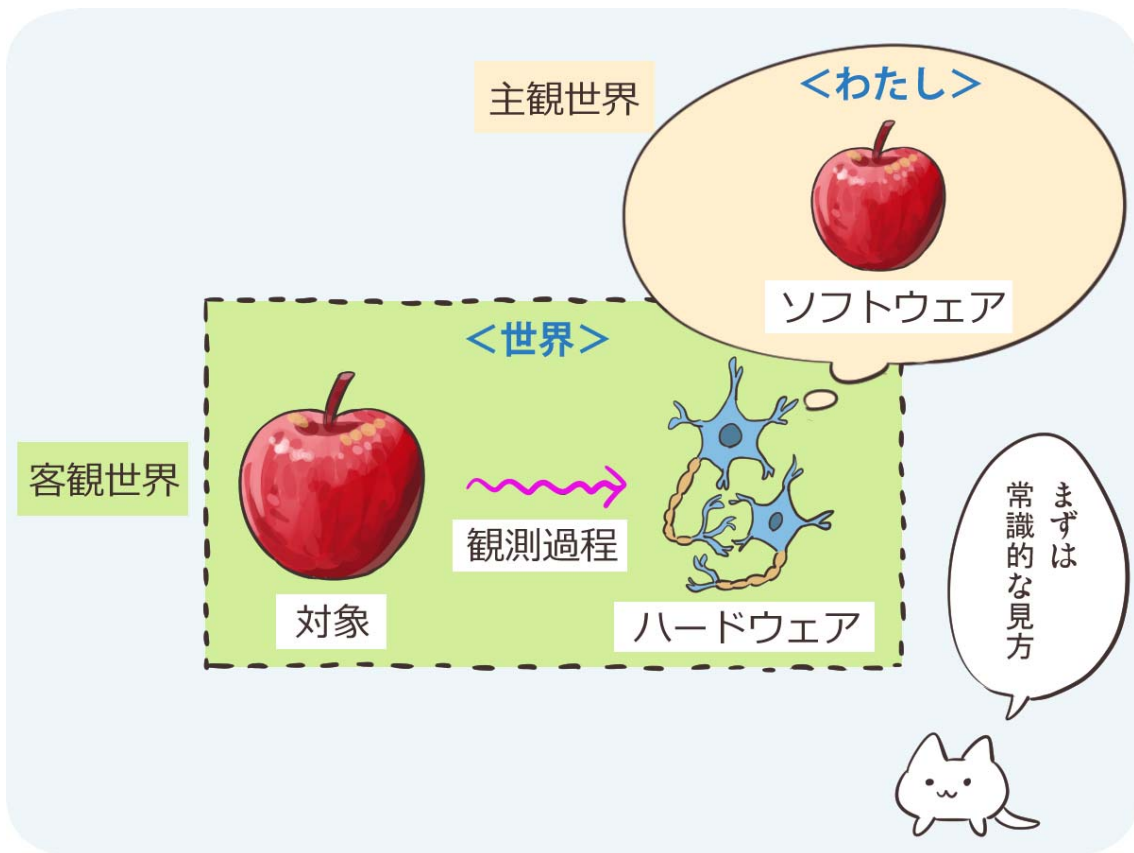 主観世界
<わたし>
ソフトウェア
<世界>
客観世界
観測過程
対象
ハードウェア
まずは
常識的な見方